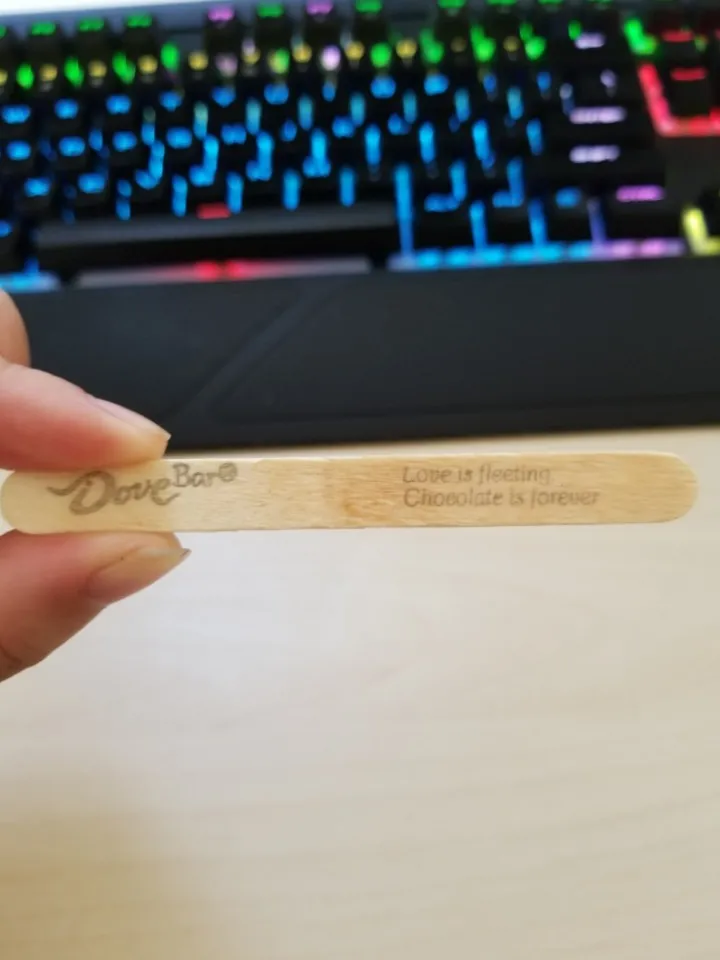 DoveBar®
Love is fleeting
Chocolate is forever